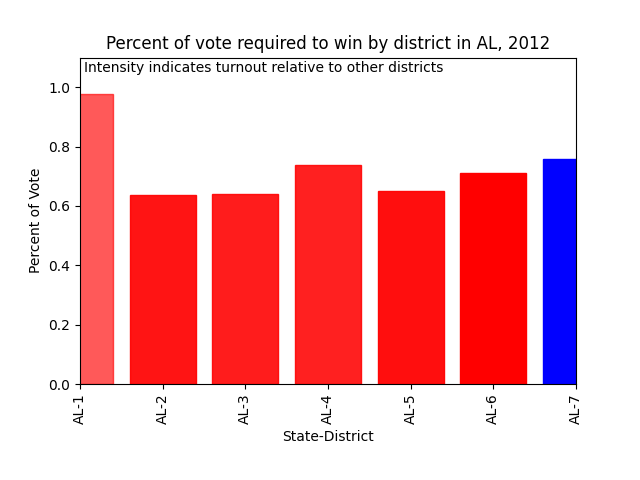 Percent of vote required to win by district in AL, 2012
Intensity indicates turnout relative to other districts
1.0
0.8
0.6
0.4
0.2
0.0
Percent of Vote
AL-1
AL-2
AL-3
AL-4
AL-5
AL-6
AL-7
State-District